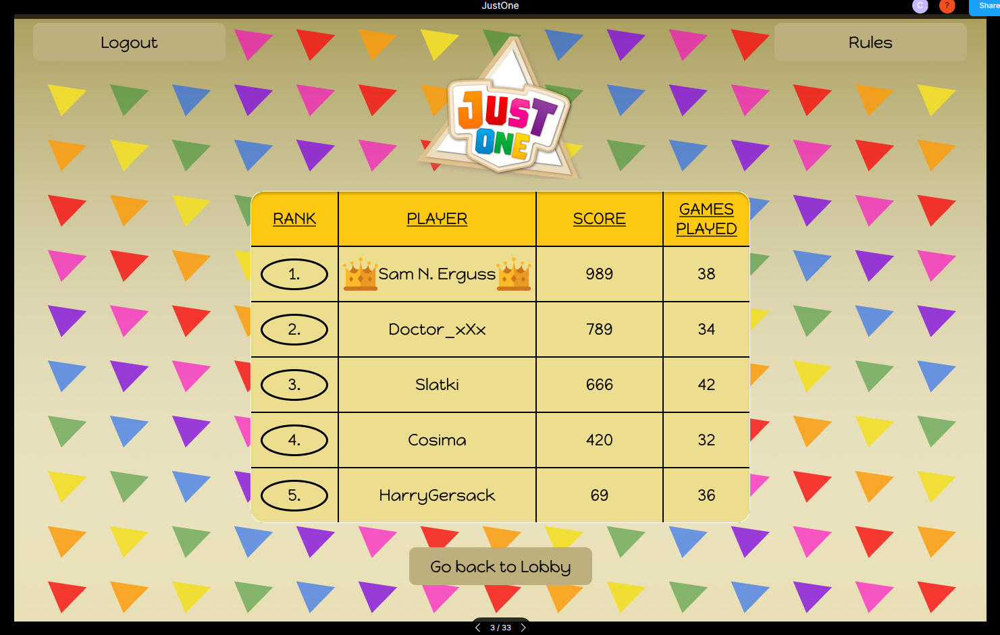 JustOne
C
?
Share
Logout
Rules
JUST
ONE
RANK
PLAYER
SCORE
GAMES
PLAYED
1.
Sam N. Erguss
989
38
2.
Doctor_xXx
789
34
3.
Slatki
666
42
4.
Cosima
420
32
5.
HarryGersack
69
36
Go back to Lobby
3 / 33